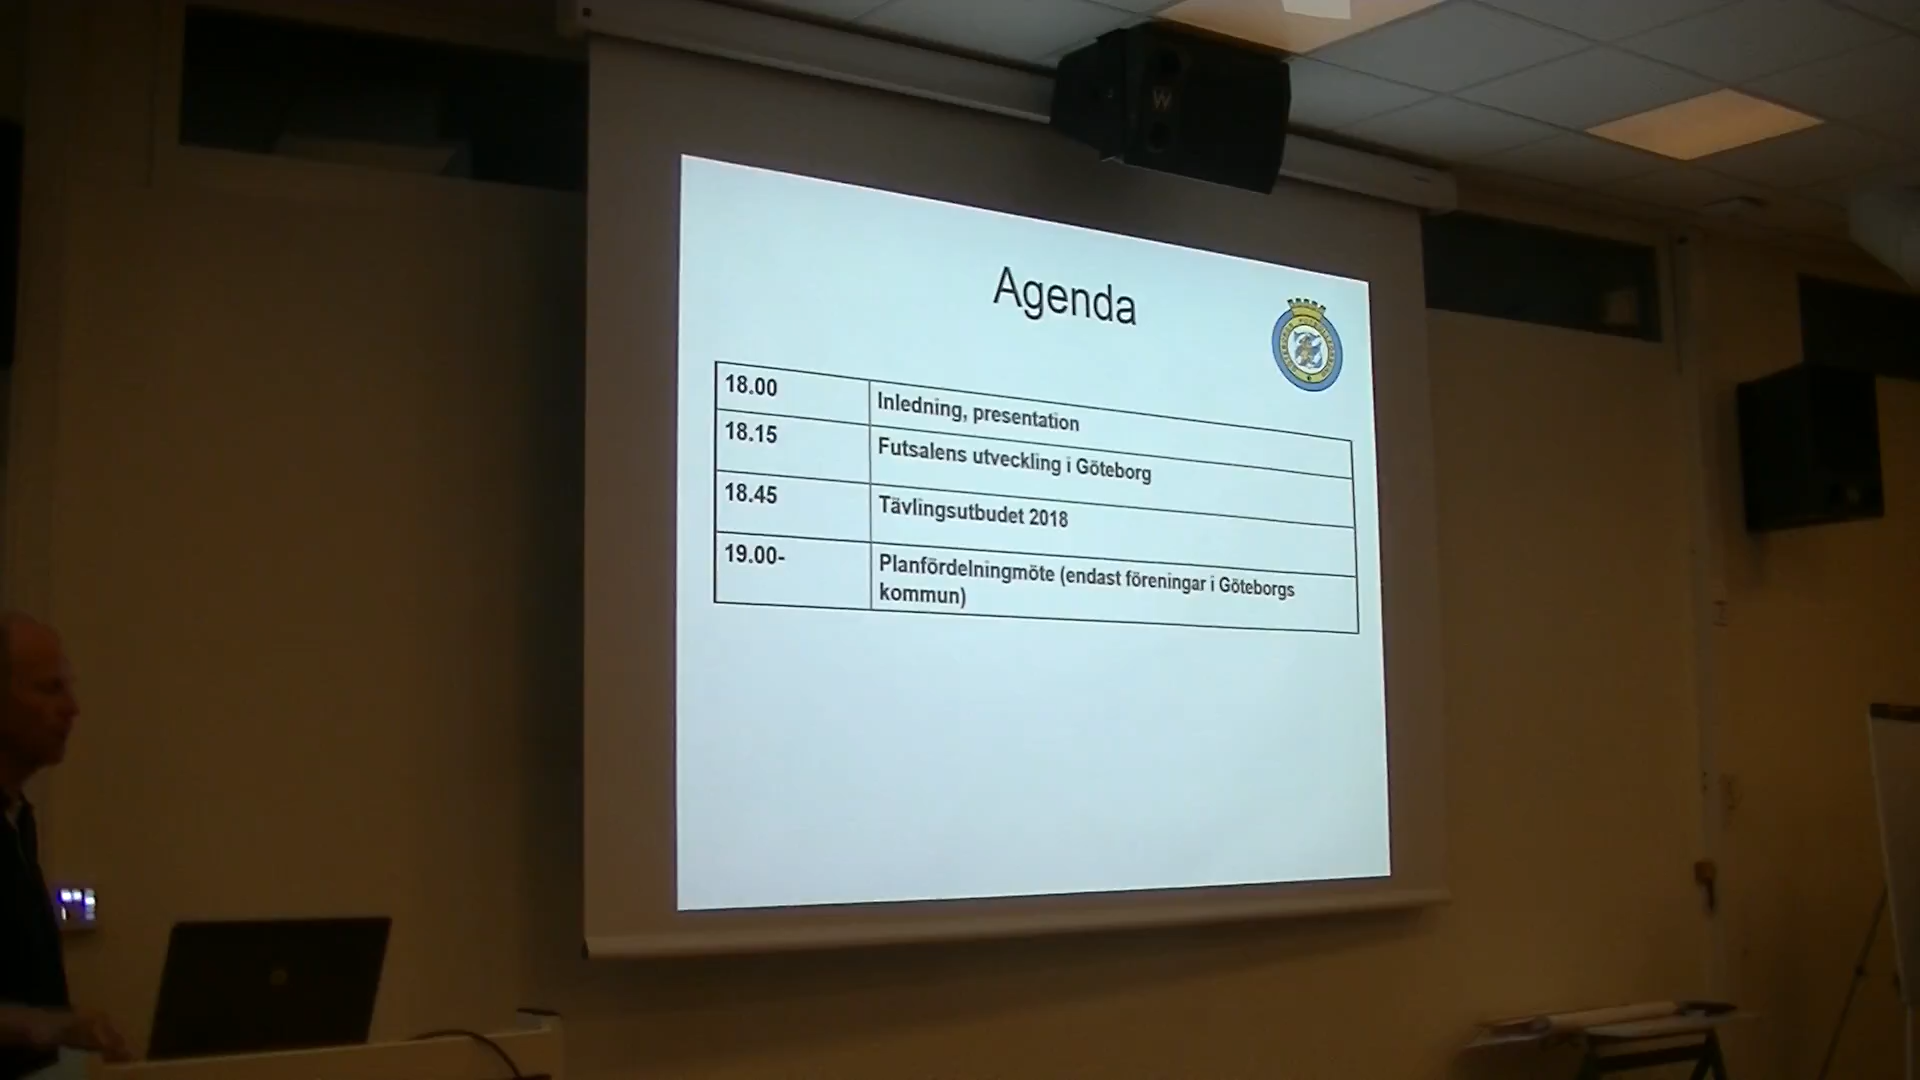 Agenda
18.00 Inledning, presentation
18.15 Futsalens utveckling i Göteborg
18.45 Tävlingsutbudet 2018
19.00- Planfördelningmöte (endast föreningar i Göteborgs
kommun)